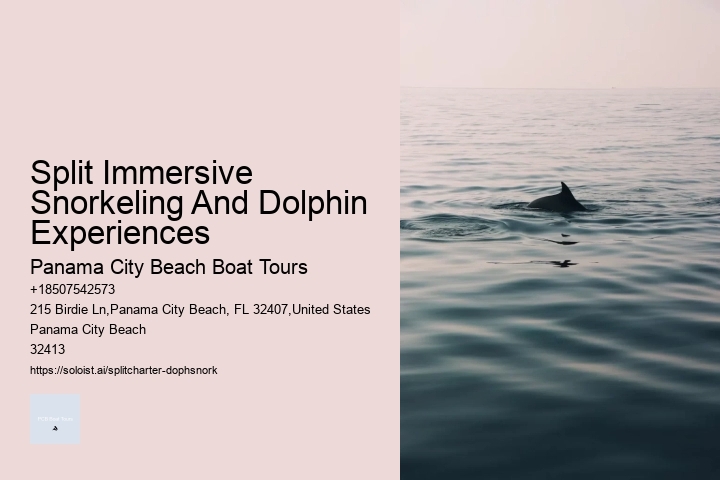 Split Immersive
Snorkeling And Dolphin
Experiences
Panama City Beach Boat Tours
+18507542573
215 Birdie Ln,Panama City Beach, FL 32407,United States
Panama City Beach
32413
https://soloist.ai/splitcharter-dophsnork